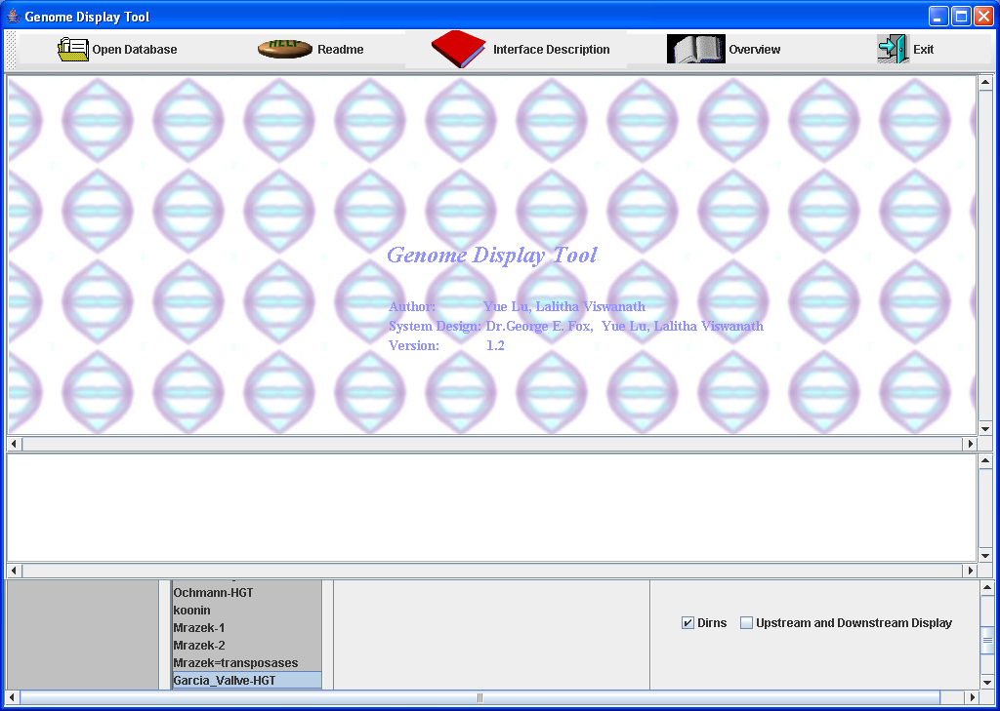 Genome Display Tool
Open Database
HELP
Readme
Interface Description
Overview
Exit
Genome Display Tool
Author: Yue Lu, Lalitha Viswanath
System Design: Dr.George E. Fox, Yue Lu, Lalitha Viswanath
Version: 1.2
Ochmann-HGT
koonin
Mrazek-1
Mrazek-2
Mrazek=transposases
Garcia_Vallve-HGT
Dirns
Upstream and Downstream Display